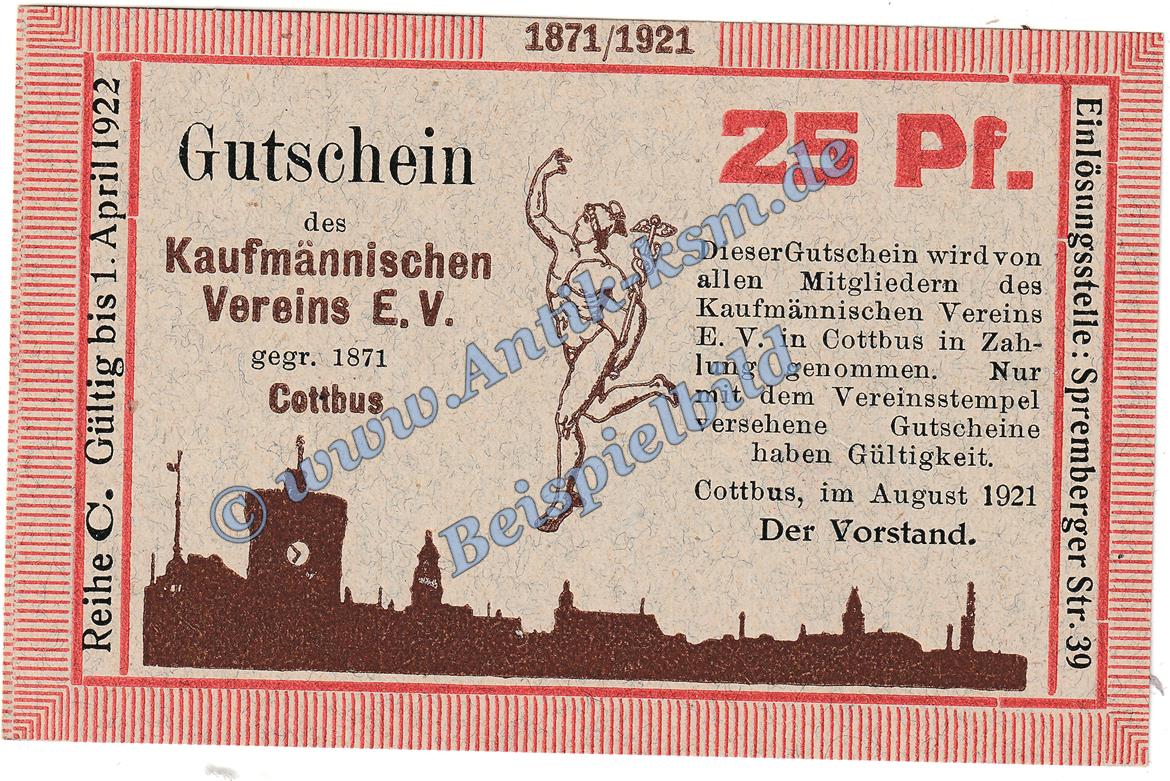 1871/1921
Reihe C. Gültig bis 1. April 1922
Gutschein
des
Kaufmännischen
Vereins E. V.
gegr. 1871
Cottbus
25 Pf.
Dieser Gutschein wird von
allen Mitgliedern des
Kaufmännischen Vereins
E. V. in Cottbus in Zah-
lung genommen. Nur
mit dem Vereinsstempel
versehene Gutscheine
haben Gültigkeit.
Cottbus, im August 1921
Der Vorstand.
Einlösungsstelle: Spremberger Str. 39
© www.Antik-ksm.de
Beispielbild